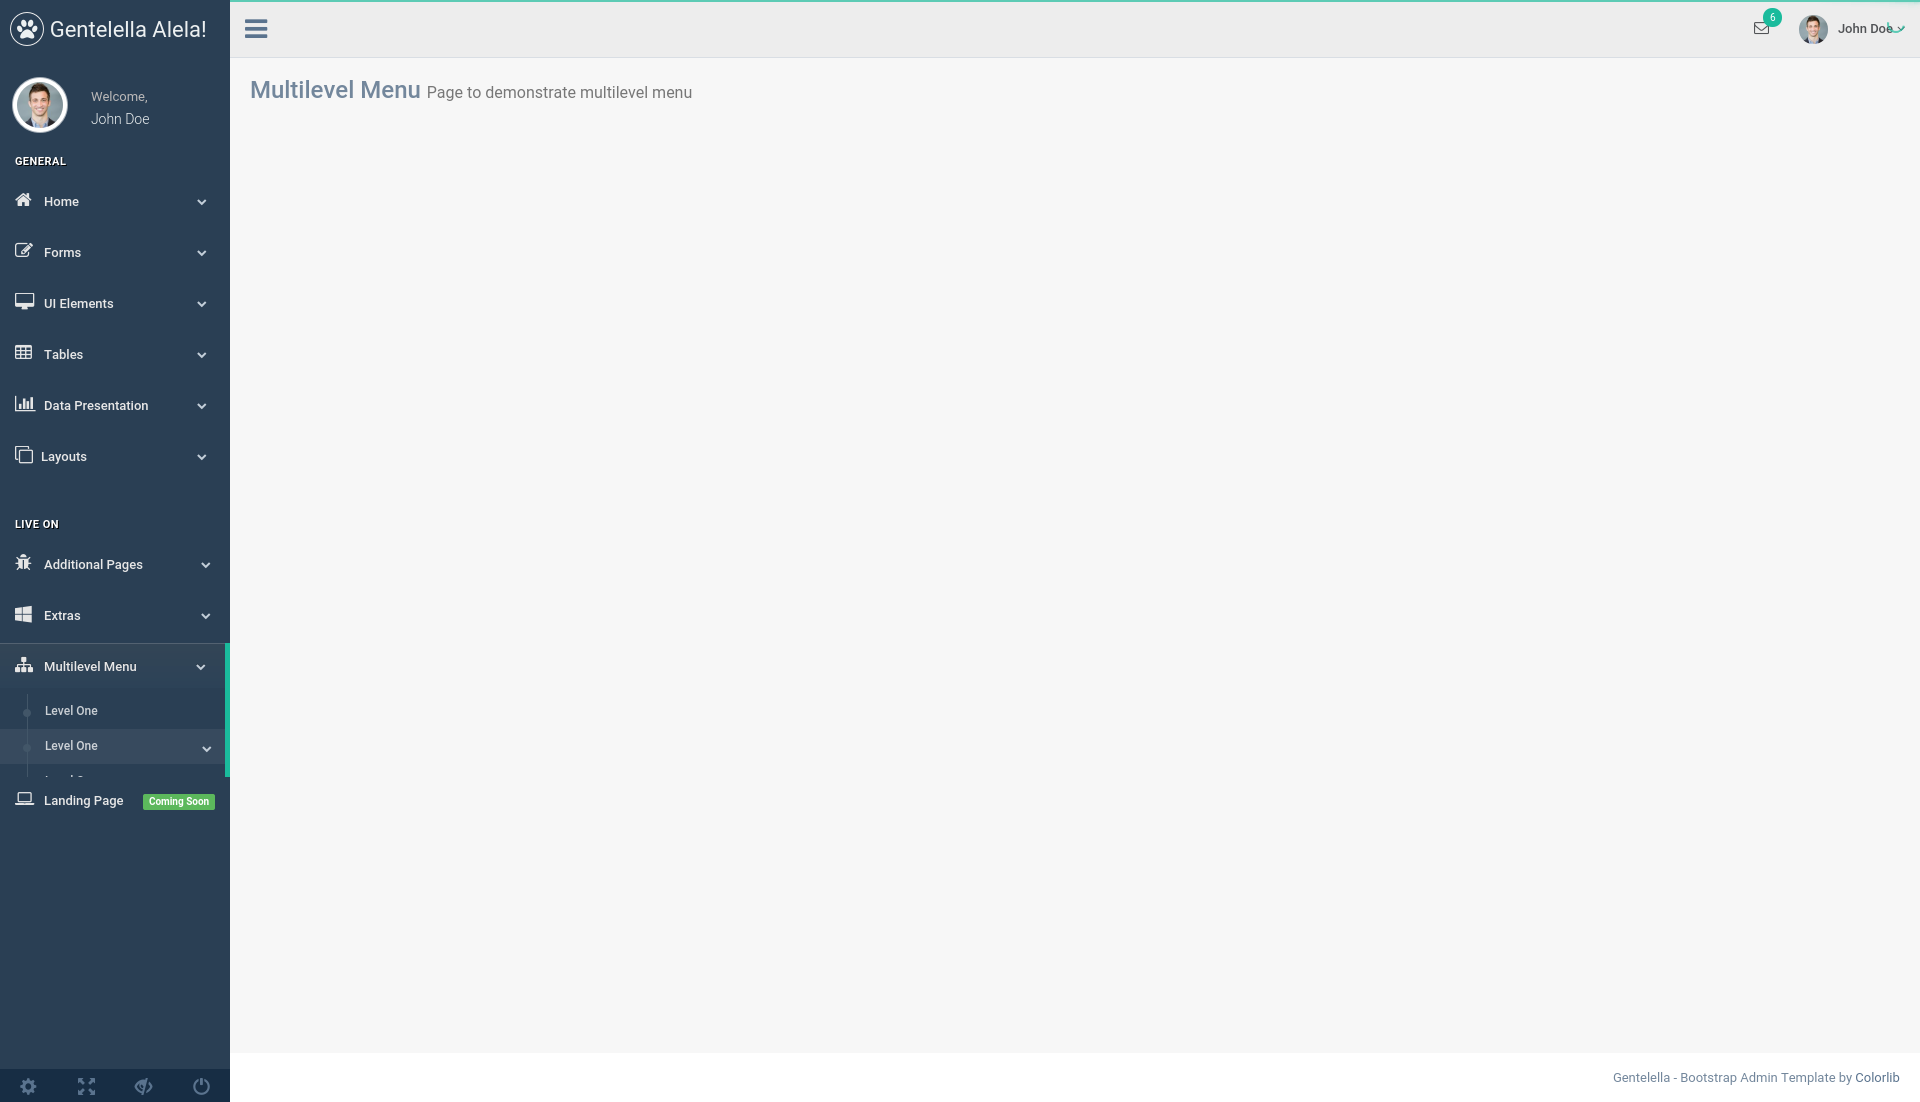 Gentelella Alela!
Welcome,
John Doe
GENERAL
Home
Forms
UI Elements
Tables
Data Presentation
Layouts
LIVE ON
Additional Pages
Extras
Multilevel Menu
Level One
Level One
Landing Page Coming Soon
6
John Doe
Multilevel Menu Page to demonstrate multilevel menu
Gentelella - Bootstrap Admin Template by Colorlib